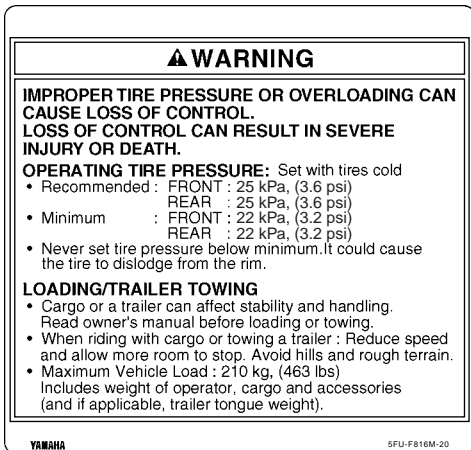 WARNING
IMPROPER TIRE PRESSURE OR OVERLOADING CAN
CAUSE LOSS OF CONTROL.
LOSS OF CONTROL CAN RESULT IN SEVERE
INJURY OR DEATH.
OPERATING TIRE PRESSURE: Set with tires cold
• Recommended : FRONT : 25 kPa, (3.6 psi)
REAR : 25 kPa, (3.6 psi)
• Minimum : FRONT : 22 kPa, (3.2 psi)
REAR : 22 kPa, (3.2 psi)
• Never set tire pressure below minimum.It could cause
the tire to dislodge from the rim.
LOADING/TRAILER TOWING
• Cargo or a trailer can affect stability and handling.
Read owner's manual before loading or towing.
• When riding with cargo or towing a trailer : Reduce speed
and allow more room to stop. Avoid hills and rough terrain.
• Maximum Vehicle Load : 210 kg, (463 lbs)
Includes weight of operator, cargo and accessories
(and if applicable, trailer tongue weight).
YAMAHA 5FU-F816M-20